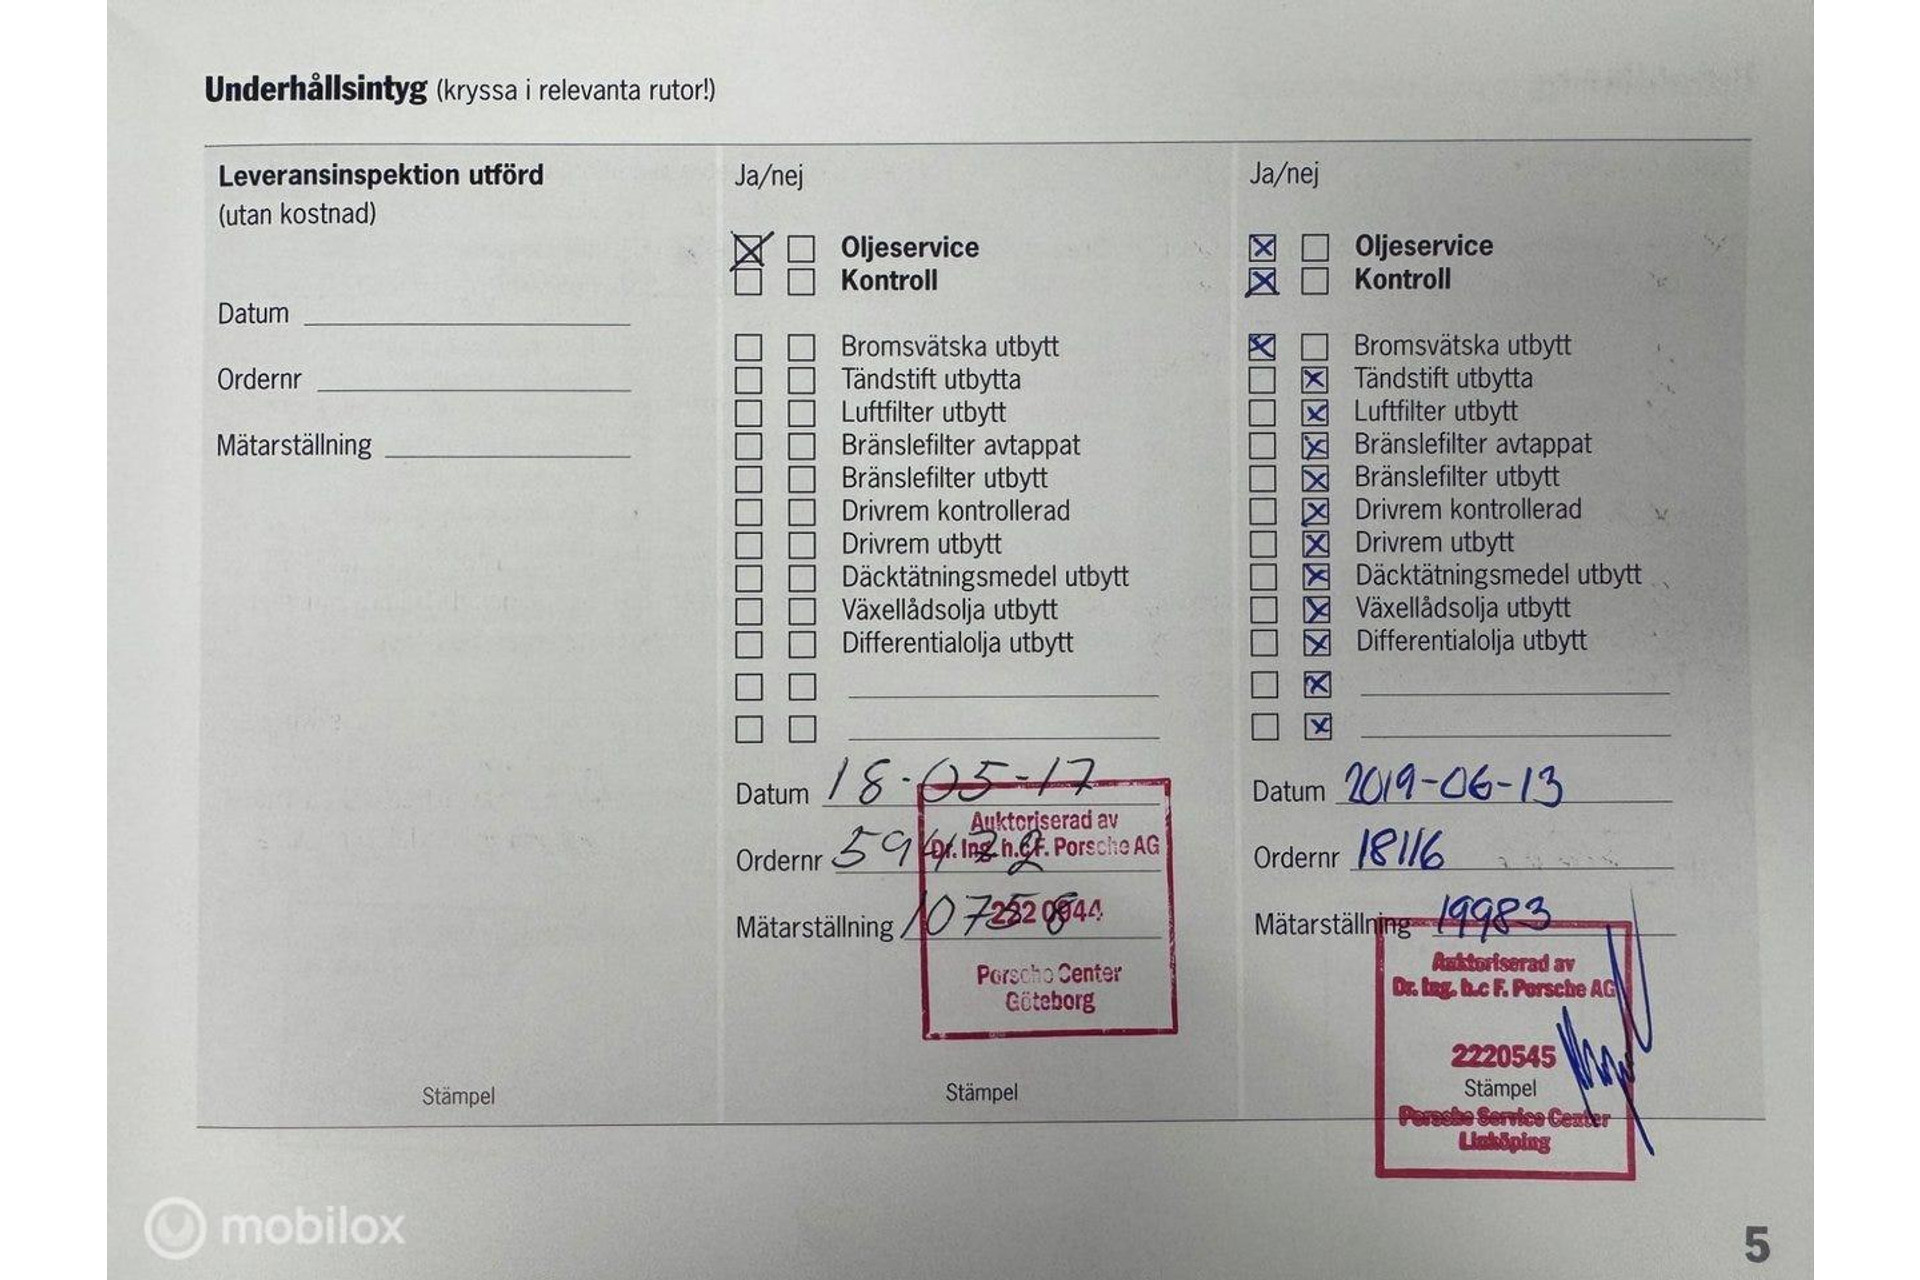 Underhållsintyg (kryssa i relevanta rutor!)
Leveransinspektion utförd
(utan kostnad)
Datum
Ordernr
Mätarställning
Stämpel
Ja/nej
Oljeservice
Kontroll
Bromsvätska utbytt
Tändstift utbytta
Luftfilter utbytt
Bränslefilter avtappat
Bränslefilter utbytt
Drivrem kontrollerad
Drivrem utbytt
Däcktätningsmedel utbytt
Växellådsolja utbytt
Differentialolja utbytt
Datum 18-05-17
Ordernr
Mätarställning
Auktoriserad av
Dr. Ing. h.c F. Porsche AG
Porsche Center
Göteborg
Stämpel
Ja/nej
Oljeservice
Kontroll
Bromsvätska utbytt
Tändstift utbytta
Luftfilter utbytt
Bränslefilter avtappat
Bränslefilter utbytt
Drivrem kontrollerad
Drivrem utbytt
Däcktätningsmedel utbytt
Växellådsolja utbytt
Differentialolja utbytt
Datum 2019-06-13
Ordernr 18116
Mätarställning 19983
Auktoriserad av
Dr. Ing. h.c F. Porsche AG
2220545
Stämpel
Porsche Service Center
Linköping
mobilox
5